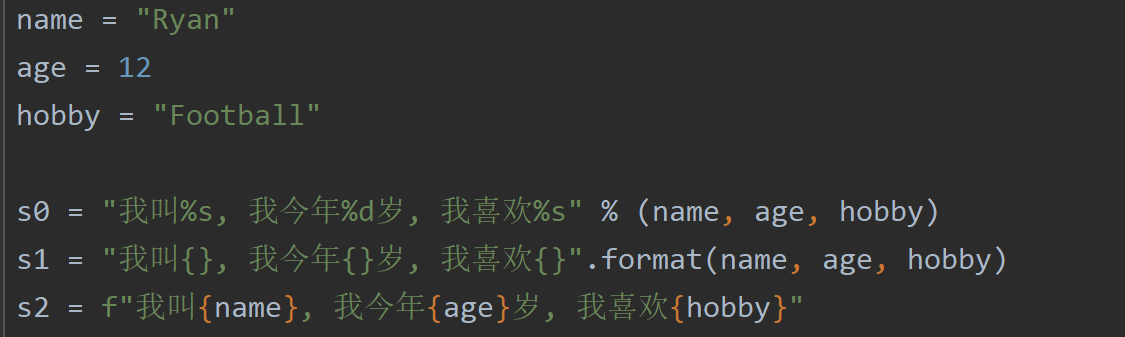 name = "Ryan"
age = 12
hobby = "Football"
s0 = "我叫%s, 我今年%d岁, 我喜欢%s" % (name, age, hobby)
s1 = "我叫{}, 我今年{}岁, 我喜欢{}".format(name, age, hobby)
s2 = f"我叫{name}, 我今年{age}岁, 我喜欢{hobby}"